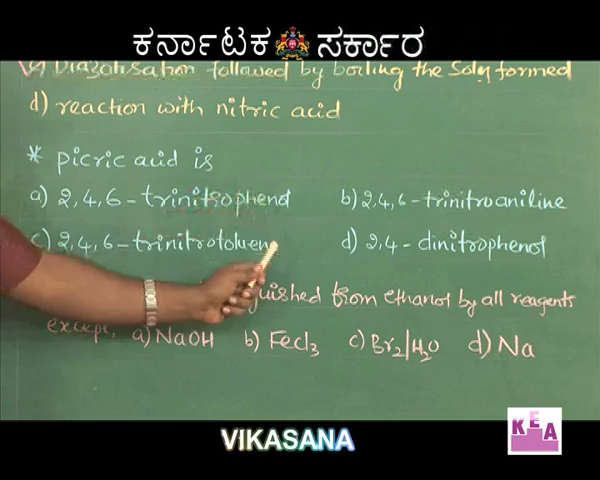 ಕರ್ನಾಟಕ ಸರ್ಕಾರ
Diazotisation followed by boiling the Soln formed
d) reaction with nitric acid
* Picric acid is
a) 2,4,6-trinitrophenol b) 2,4,6-trinitroaniline
c) 2,4,6-trinitrotoluen d) 2,4-dinitrophenol
guished from ethanol by all reagents
except, a) NaOH b) FeCl3 c) Br2/H2O d) Na
VIKASANA
KEA